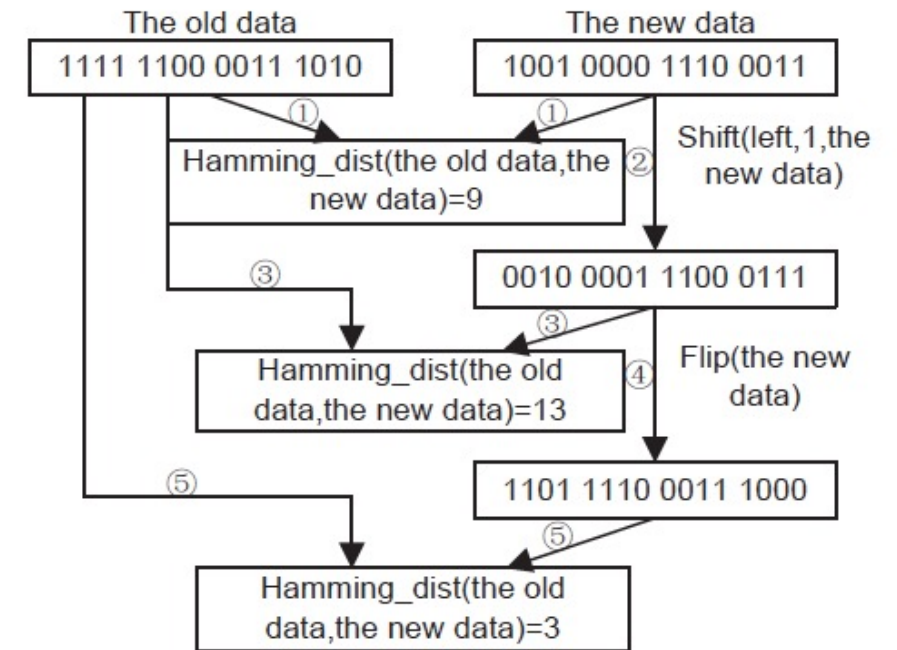 The old data
The new data
1111 1100 0011 1010
1001 0000 1110 0011
①
①
Hamming_dist(the old data,the
new data)=9
②
Shift(left,1,the
new data)
③
0010 0001 1100 0111
③
Hamming_dist(the old
data,the new data)=13
④
Flip(the new
data)
⑤
1101 1110 0011 1000
⑤
Hamming_dist(the old
data,the new data)=3